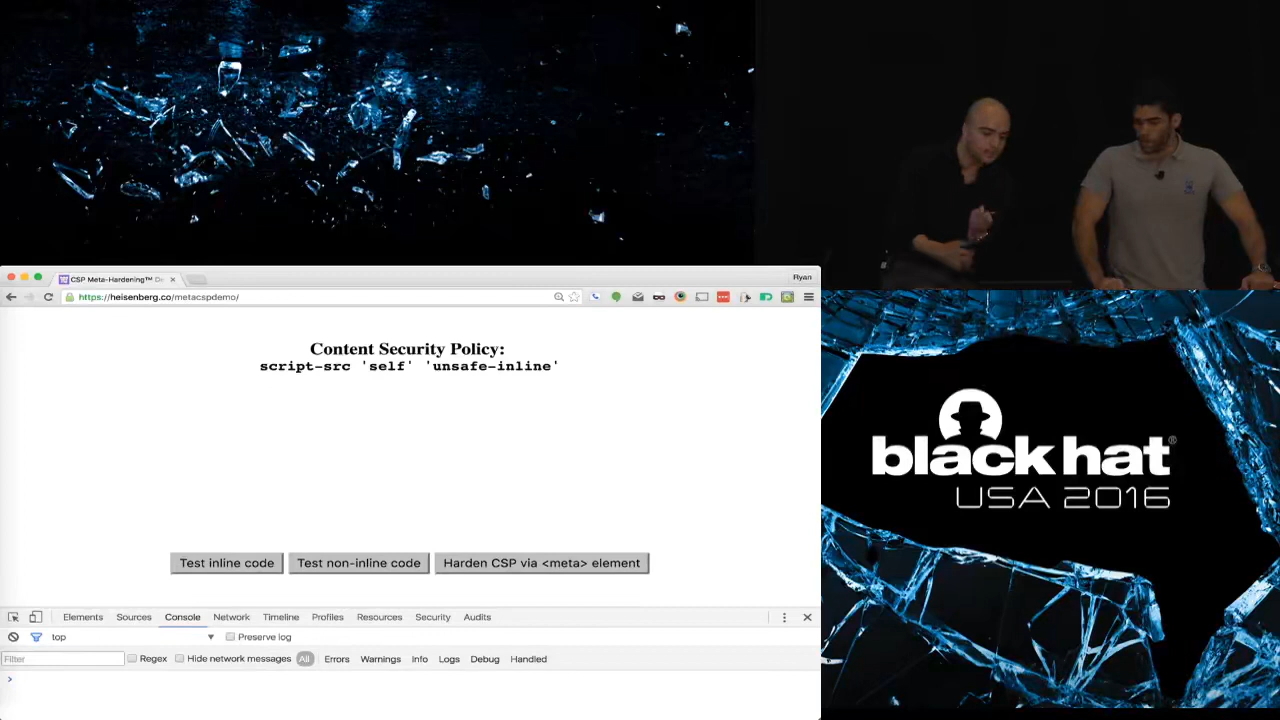 CSP Meta-Hardening™ De
Ryan
https://heisenberg.co/metacspdemo/
Content Security Policy:
script-src 'self' 'unsafe-inline'
Test inline code
Test non-inline code
Harden CSP via <meta> element
Elements Sources Console Network Timeline Profiles Resources Security Audits
top
Preserve log
Filter
Regex
Hide network messages
All Errors Warnings Info Logs Debug Handled
black hat®
USA 2016